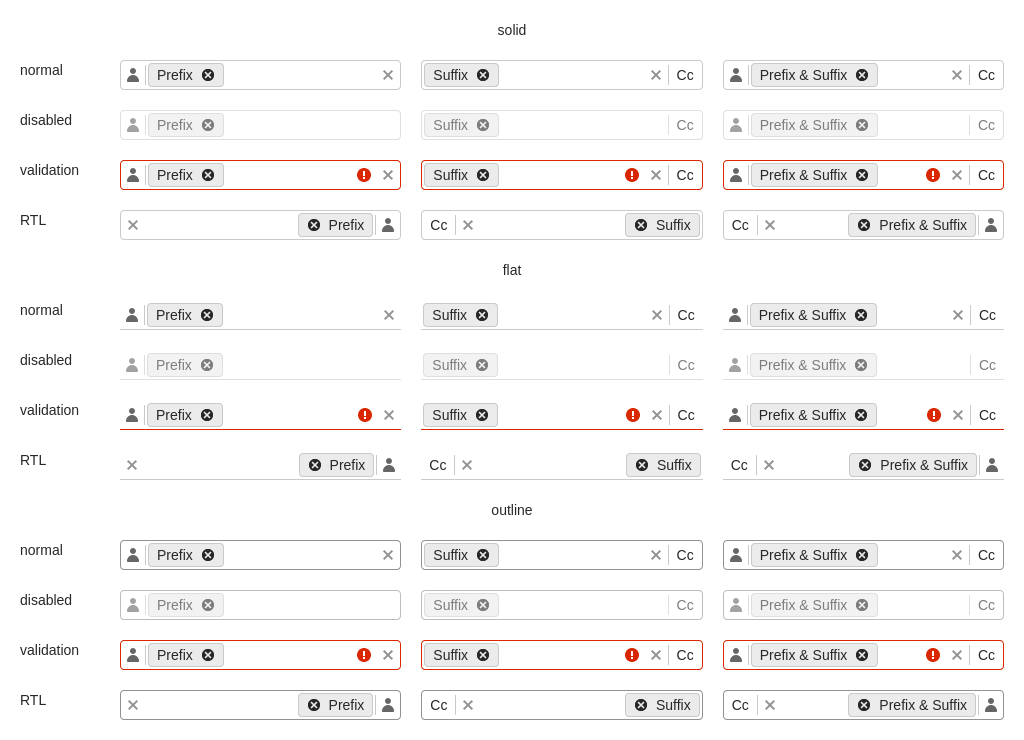 solid
normal Prefix Suffix Cc Prefix & Suffix Cc
disabled Prefix Suffix Cc Prefix & Suffix Cc
validation Prefix Suffix Cc Prefix & Suffix Cc
RTL Prefix Cc Suffix Cc Prefix & Suffix
flat
normal Prefix Suffix Cc Prefix & Suffix Cc
disabled Prefix Suffix Cc Prefix & Suffix Cc
validation Prefix Suffix Cc Prefix & Suffix Cc
RTL Prefix Cc Suffix Cc Prefix & Suffix
outline
normal Prefix Suffix Cc Prefix & Suffix Cc
disabled Prefix Suffix Cc Prefix & Suffix Cc
validation Prefix Suffix Cc Prefix & Suffix Cc
RTL Prefix Cc Suffix Cc Prefix & Suffix